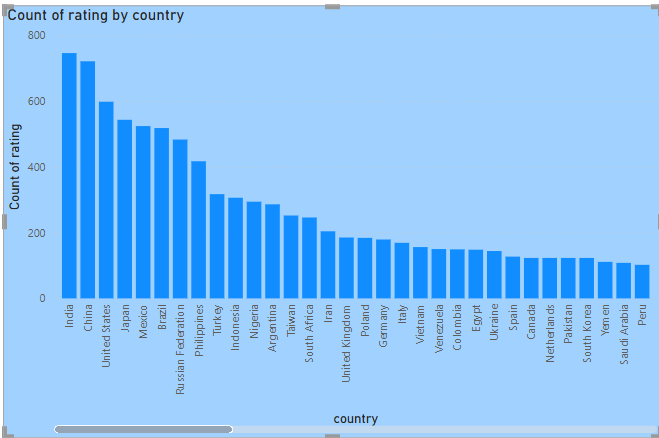 Count of rating by country
800
600
400
200
0
Count of rating
India
China
United States
Japan
Mexico
Brazil
Russian Federation
Philippines
Turkey
Indonesia
Nigeria
Argentina
Taiwan
South Africa
Iran
United Kingdom
Poland
Germany
Italy
Vietnam
Venezuela
Colombia
Egypt
Ukraine
Spain
Canada
Netherlands
Pakistan
South Korea
Yemen
Saudi Arabia
Peru
country